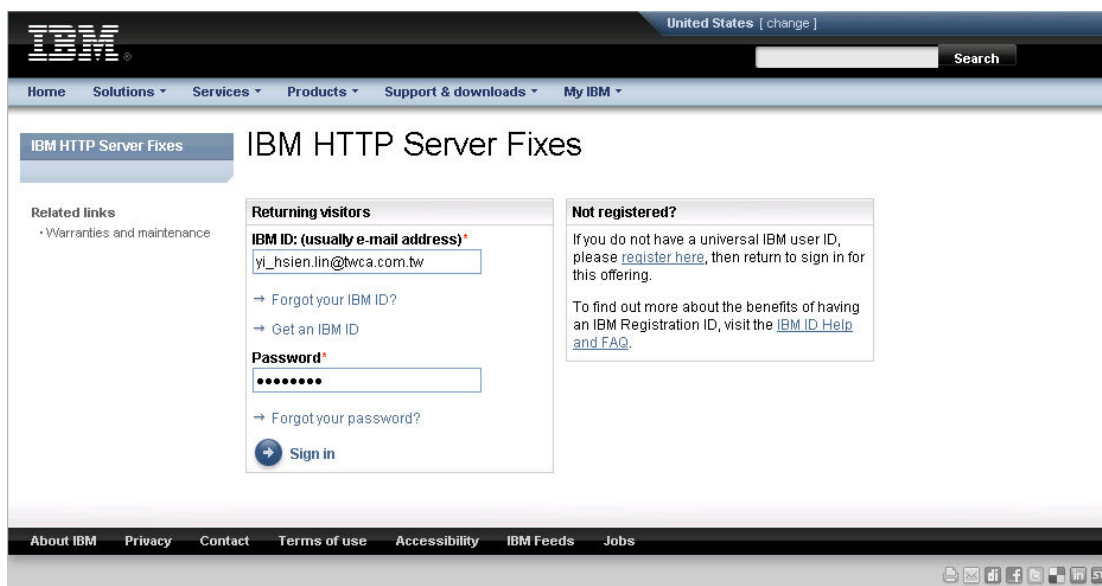 United States [ change ]
IBM®
Search
Home Solutions Services Products Support & downloads My IBM
IBM HTTP Server Fixes
IBM HTTP Server Fixes
Related links
· Warranties and maintenance
Returning visitors
IBM ID: (usually e-mail address)*
yi_hsien.lin@twca.com.tw
→ Forgot your IBM ID?
→ Get an IBM ID
Password*
••••••••
→ Forgot your password?
Sign in
Not registered?
If you do not have a universal IBM user ID,
please register here, then return to sign in for
this offering.
To find out more about the benefits of having
an IBM Registration ID, visit the IBM ID Help
and FAQ.
About IBM Privacy Contact Terms of use Accessibility IBM Feeds Jobs